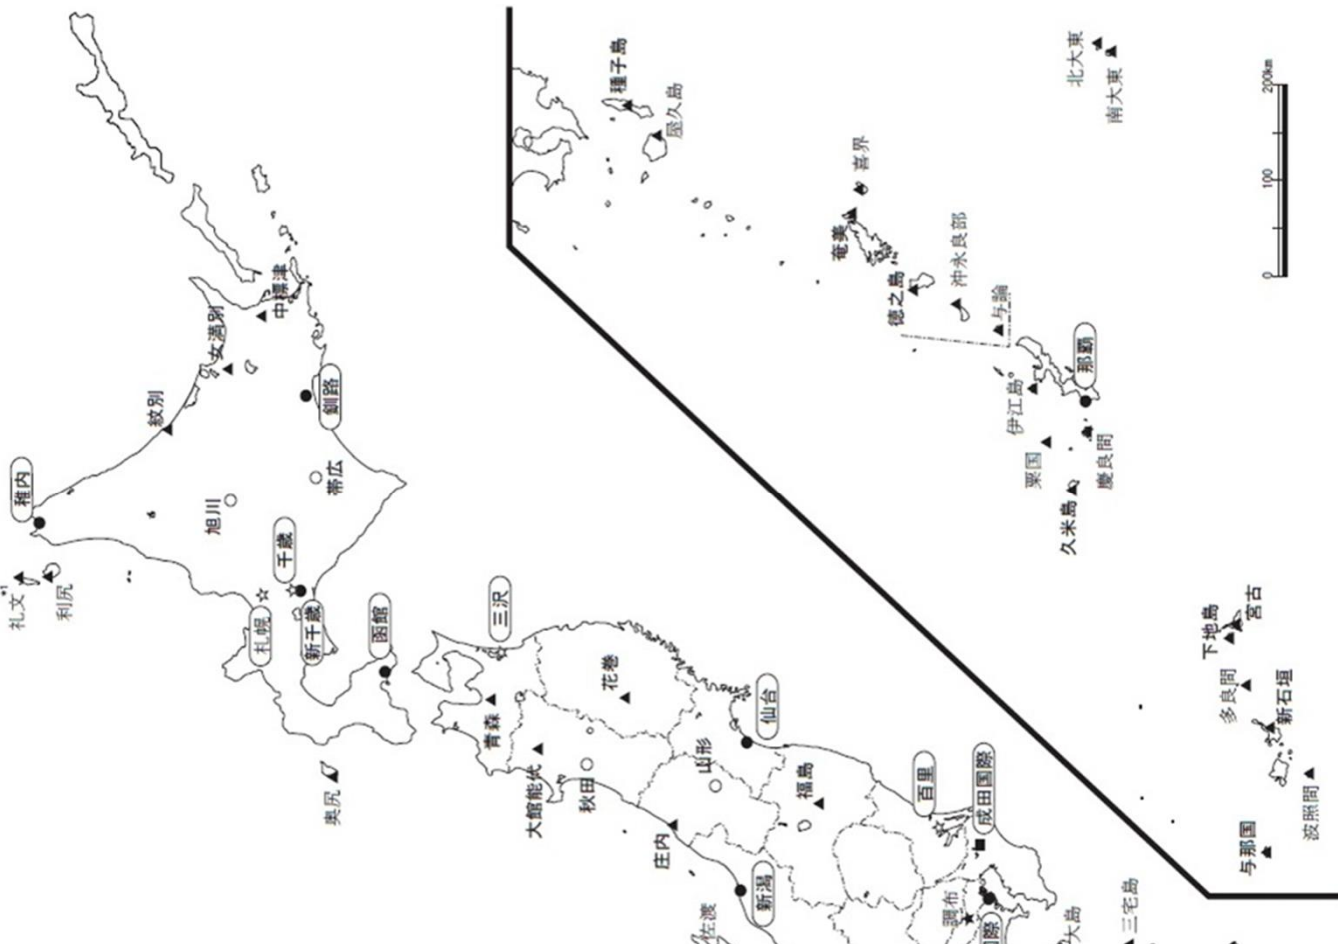 稚内
礼文
利尻
紋別
女満別
中標津
旭川
釧路
帯広
千歳
札幌
新千歳
函館
奥尻
三沢
青森
大館能代
花巻
秋田
山形
仙台
庄内
福島
新潟
佐渡
百里
成田国際
調布
国際
大島
三宅島
種子島
屋久島
喜界
奄美
徳之島
沖永良部
与論
伊江島
那覇
粟国
慶良間
久米島
北大東
南大東
0 100 200km
下地島
宮古
多良間
新石垣
波照間
与那国